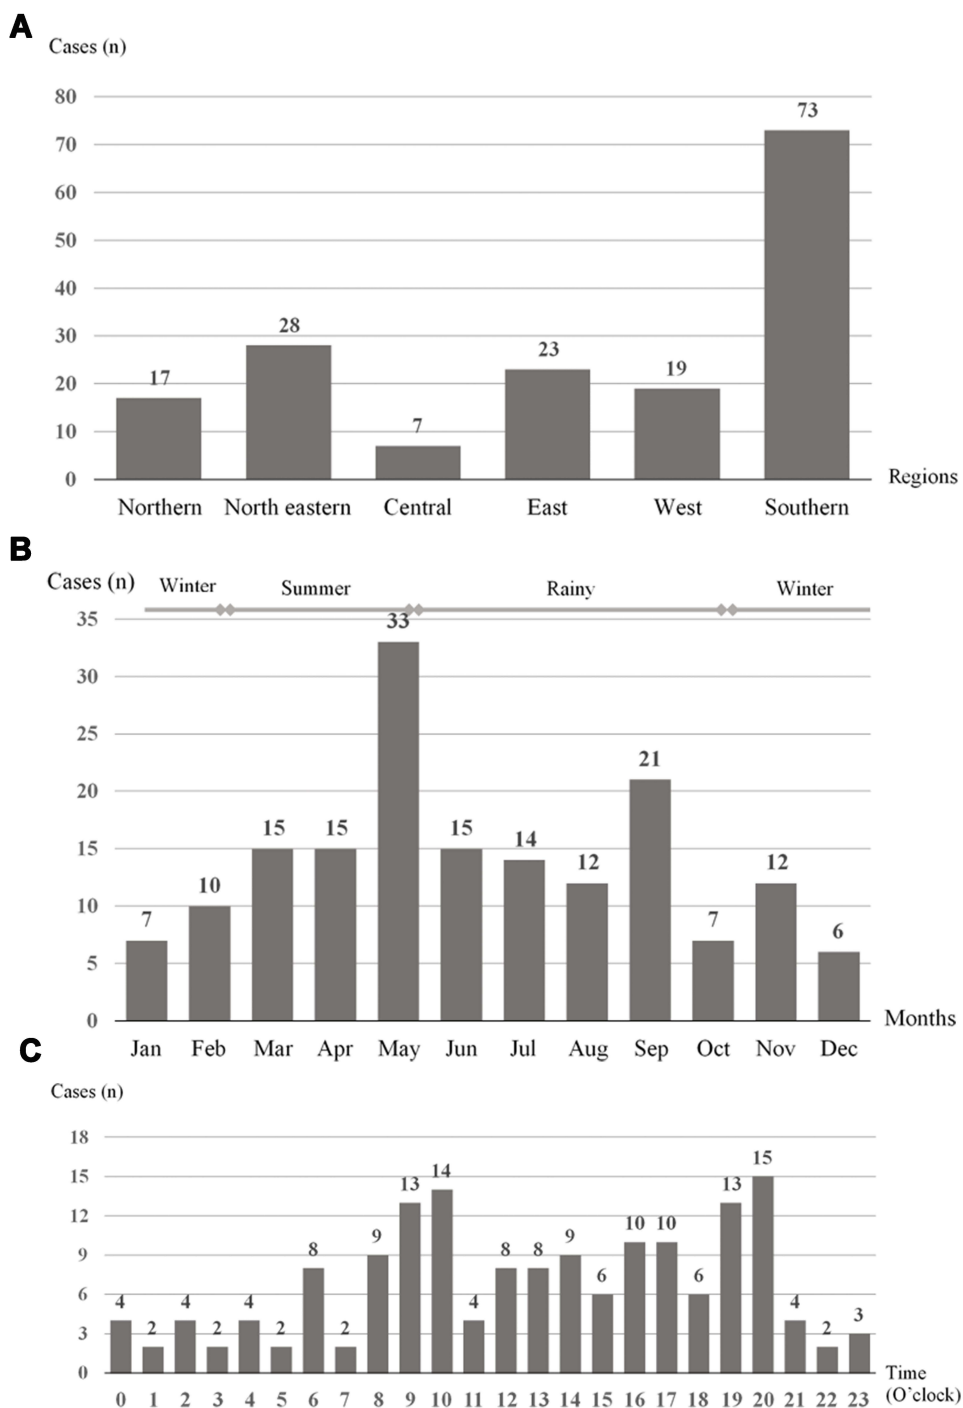 A
Cases (n)
80
73
70
60
50
40
30
28
23
20
19
17
10
7
0
Regions
Northern North eastern Central East West Southern
B
Cases (n)
Winter Summer Rainy Winter
35
33
30
25
21
20
15 15 15 14 12 12
15
10
10
7 7 6
5
0
Months
Jan Feb Mar Apr May Jun Jul Aug Sep Oct Nov Dec
C
Cases (n)
18
15
12
9
6
3
0
4 2 4 2 4 2 8 2 9 13 14 4 8 8 9 6 10 10 6 13 15 4 2 3
0 1 2 3 4 5 6 7 8 9 10 11 12 13 14 15 16 17 18 19 20 21 22 23
Time
(O'clock)